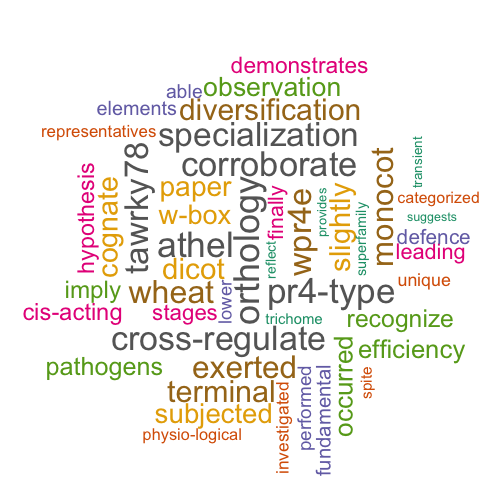 demonstrates
able
observation
elements
diversification
representatives
specialization
transient
corroborate
tawrky78
monocot
hypothesis
cognate
paper
orthology
finally
wpr4e
provides
slightly
superfamily
categorized
w-box
suggests
athel
reflect
defence
leading
dicot
imply
wheat
stages
lower
pr4-type
unique
cis-acting
trichome
recognize
cross-regulate
occurred
efficiency
pathogens
exerted
terminal
investigated
performed
fundamental
spite
subjected
physio-logical